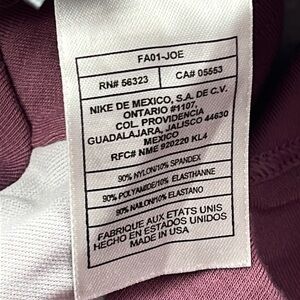 FA01-JOE
RN# 56323 CA# 05553
NIKE DE MEXICO, S.A. DE C.V.
ONTARIO #1107,
COL. PROVIDENCIA
GUADALAJARA, JALISCO 44630
MEXICO
RFC# NME 920220 KL4
90% NYLON/10% SPANDEX
90% POLYAMIDE/10% ELASTHANNE
90% NAILON/10% ELASTANO
FABRIQUE AUX ETATS UNIS
HECHO EN ESTADOS UNIDOS
MADE IN USA